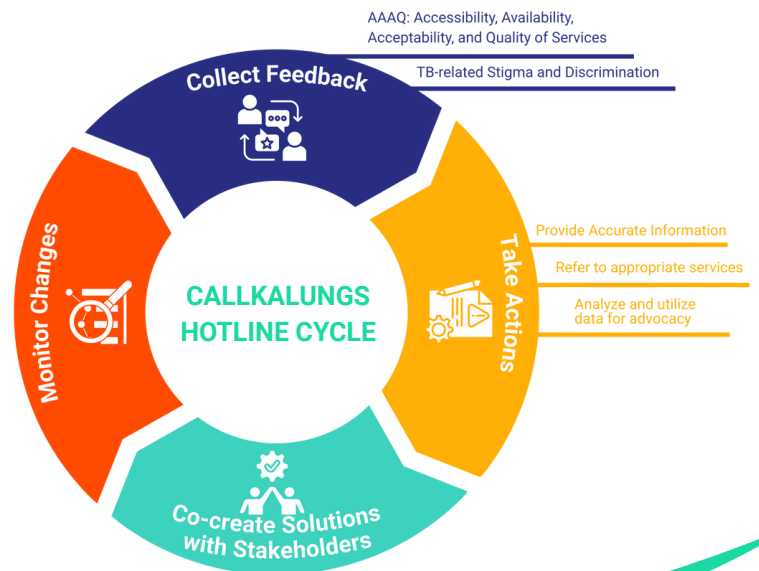 AAAQ: Accessibility, Availability,
Acceptability, and Quality of Services
TB-related Stigma and Discrimination
Collect Feedback
Provide Accurate Information
Refer to appropriate services
Analyze and utilize
data for advocacy
Take Actions
Monitor Changes
CALLKALUNGS
HOTLINE CYCLE
Co-create Solutions
with Stakeholders